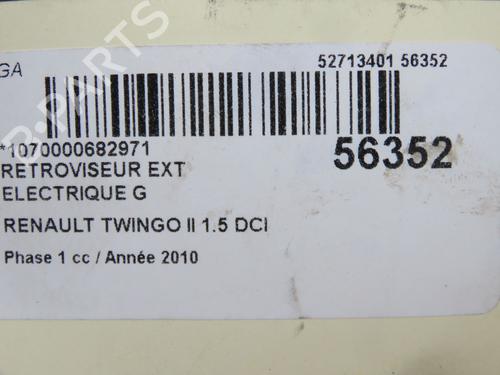 GA
52713401 56352
*1070000682971
56352
RETROVISEUR EXT
ELECTRIQUE G
RENAULT TWINGO II 1.5 DCI
Phase 1 cc / Année 2010